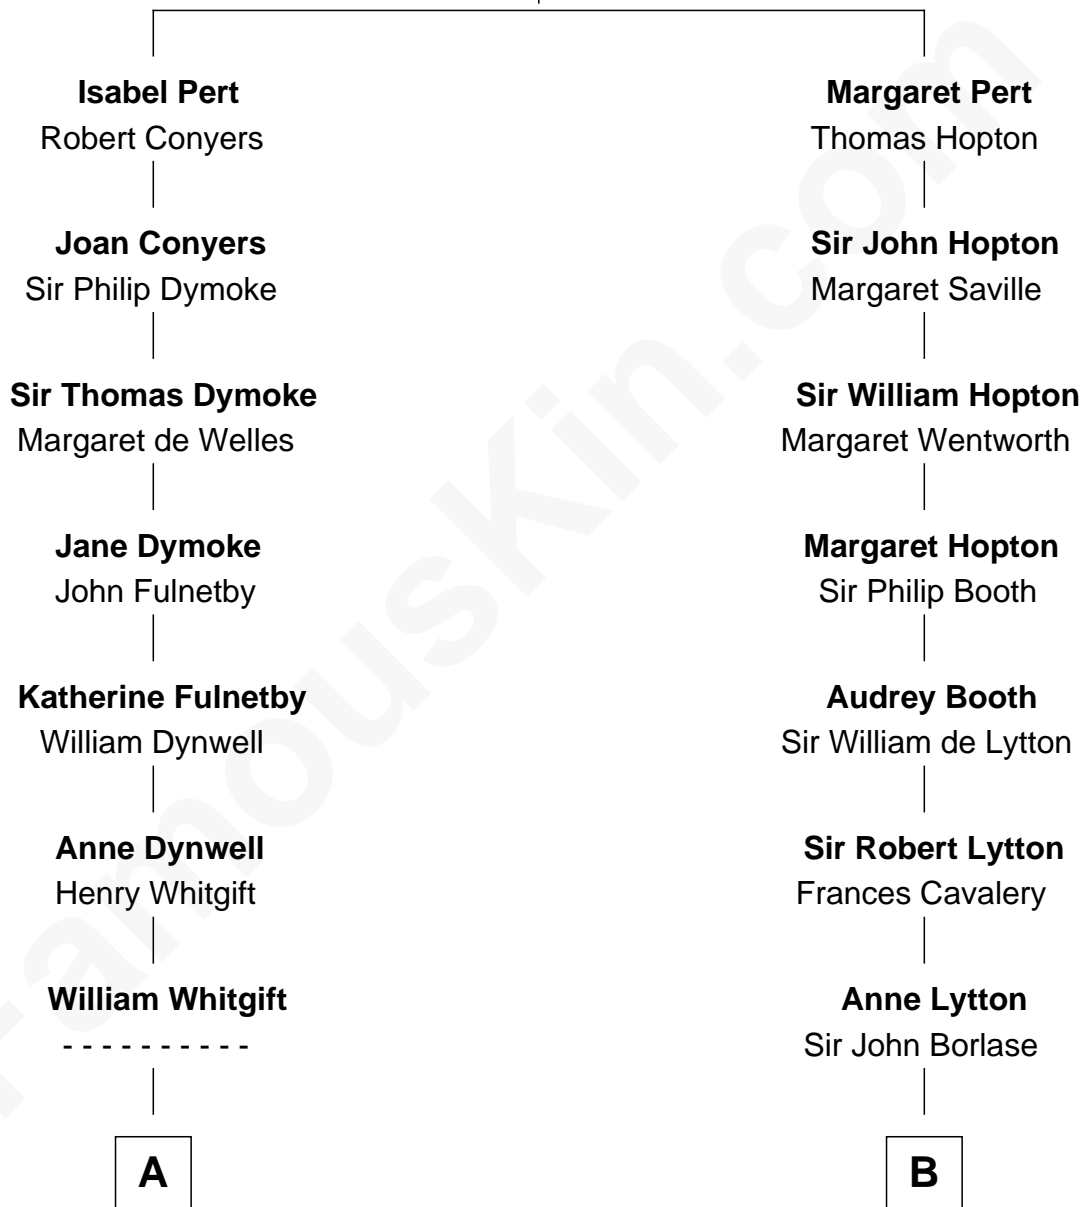 Isabel Pert
Robert Conyers
Joan Conyers
Sir Philip Dymoke
Sir Thomas Dymoke
Margaret de Welles
Jane Dymoke
John Fulnetby
Katherine Fulnetby
William Dynwell
Anne Dynwell
Henry Whitgift
William Whitgift
- - - - - - - - - -
A
Margaret Pert
Thomas Hopton
Sir John Hopton
Margaret Saville
Sir William Hopton
Margaret Wentworth
Margaret Hopton
Sir Philip Booth
Audrey Booth
Sir William de Lytton
Sir Robert Lytton
Frances Cavalery
Anne Lytton
Sir John Borlase
B
FamousKin.com